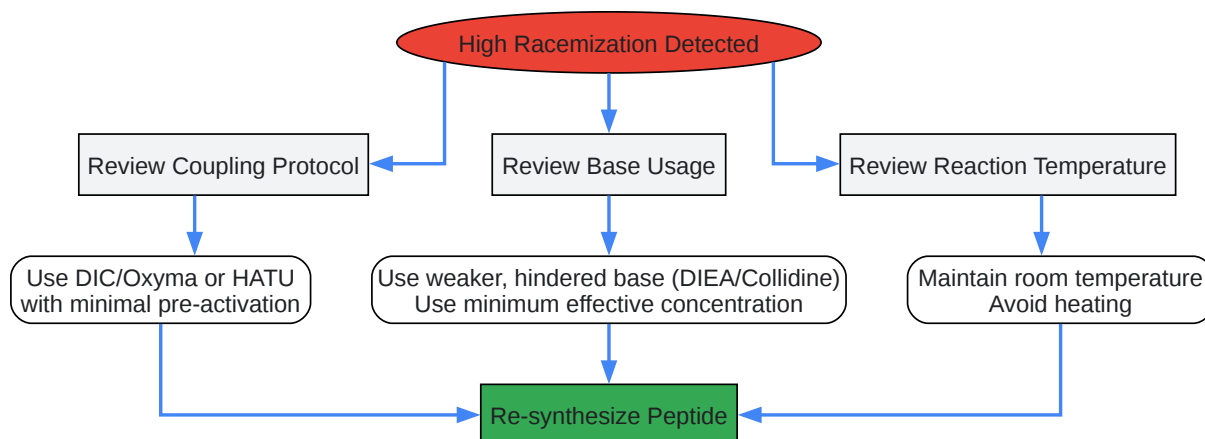 High Racemization Detected
Review Coupling Protocol
Review Base Usage
Review Reaction Temperature
Use DIC/Oxyma or HATU
with minimal pre-activation
Use weaker, hindered base (DIEA/Collidine)
Use minimum effective concentration
Maintain room temperature
Avoid heating
Re-synthesize Peptide